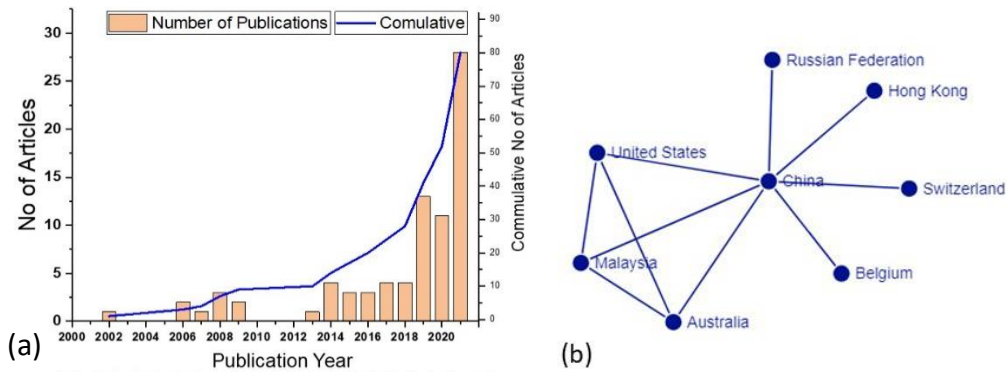 Number of Publications Comulative
30
25
20
15
10
5
0
No of Articles
90
80
70
60
50
40
30
20
10
0
Commulative No of Articles
2000 2002 2004 2006 2008 2010 2012 2014 2016 2018 2020
Publication Year
(a)
Russian Federation
Hong Kong
United States
China
Switzerland
Malaysia
Belgium
Australia
(b)